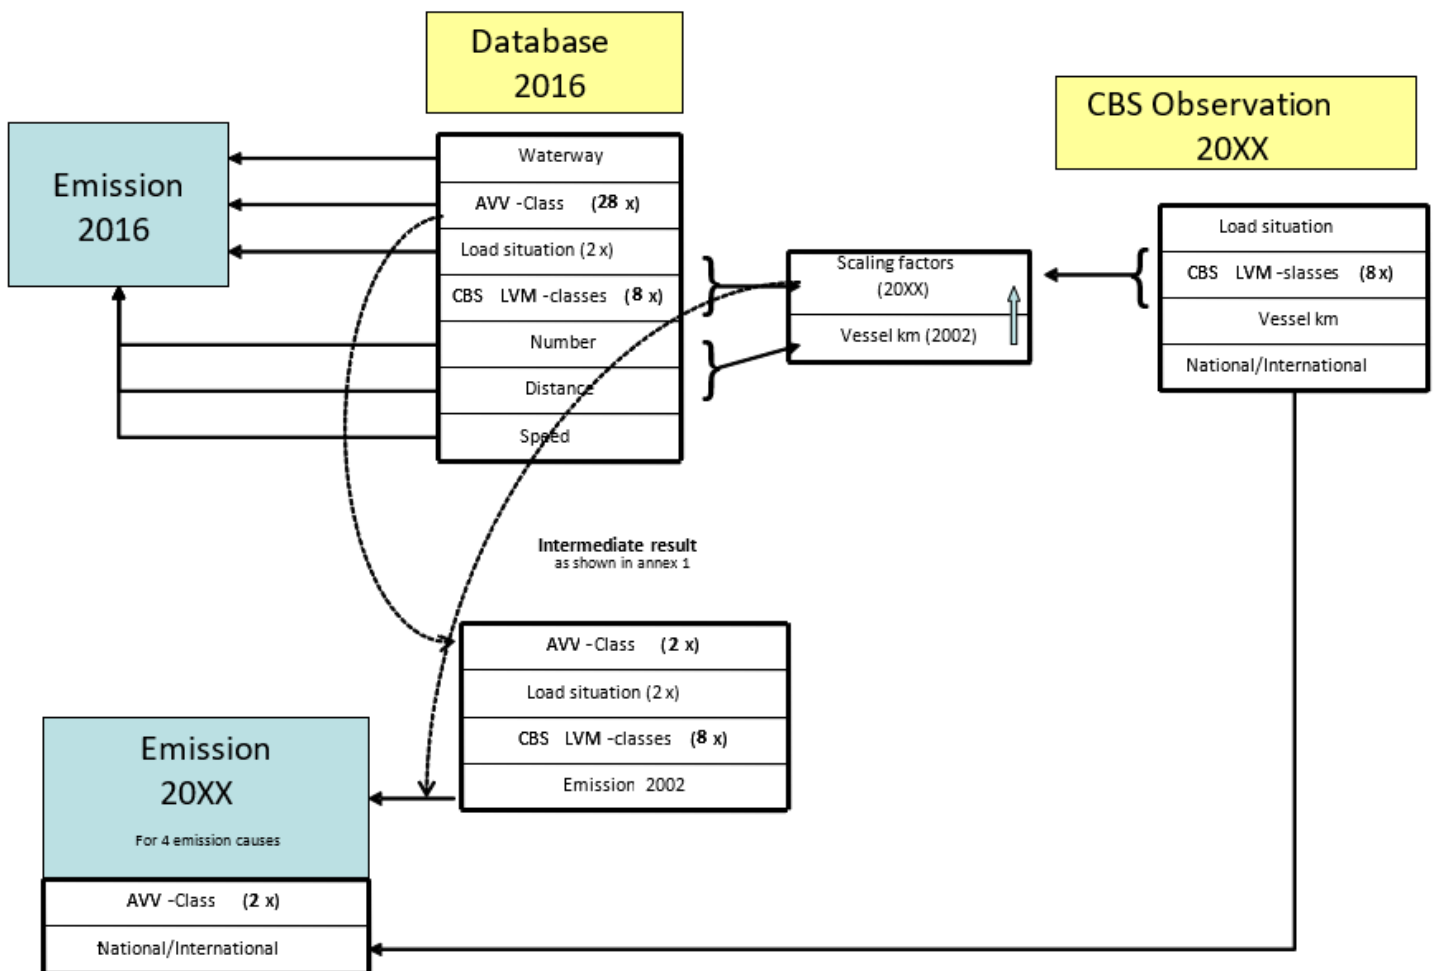 Database
2016
CBS Observation
20XX
Emission
2016
Waterway
AVV -Class (28 x)
Load situation (2 x)
CBS LVM -classes (8 x)
Number
Distance
Speed
Scaling factors
(20XX)
Vessel km (2002)
Load situation
CBS LVM -slasses (8 x)
Vessel km
National/International
Intermediate result
as shown in annex 1
AVV -Class (2 x)
Load situation (2 x)
CBS LVM -classes (8 x)
Emission 2002
Emission
20XX
For 4 emission causes
AVV -Class (2 x)
National/International